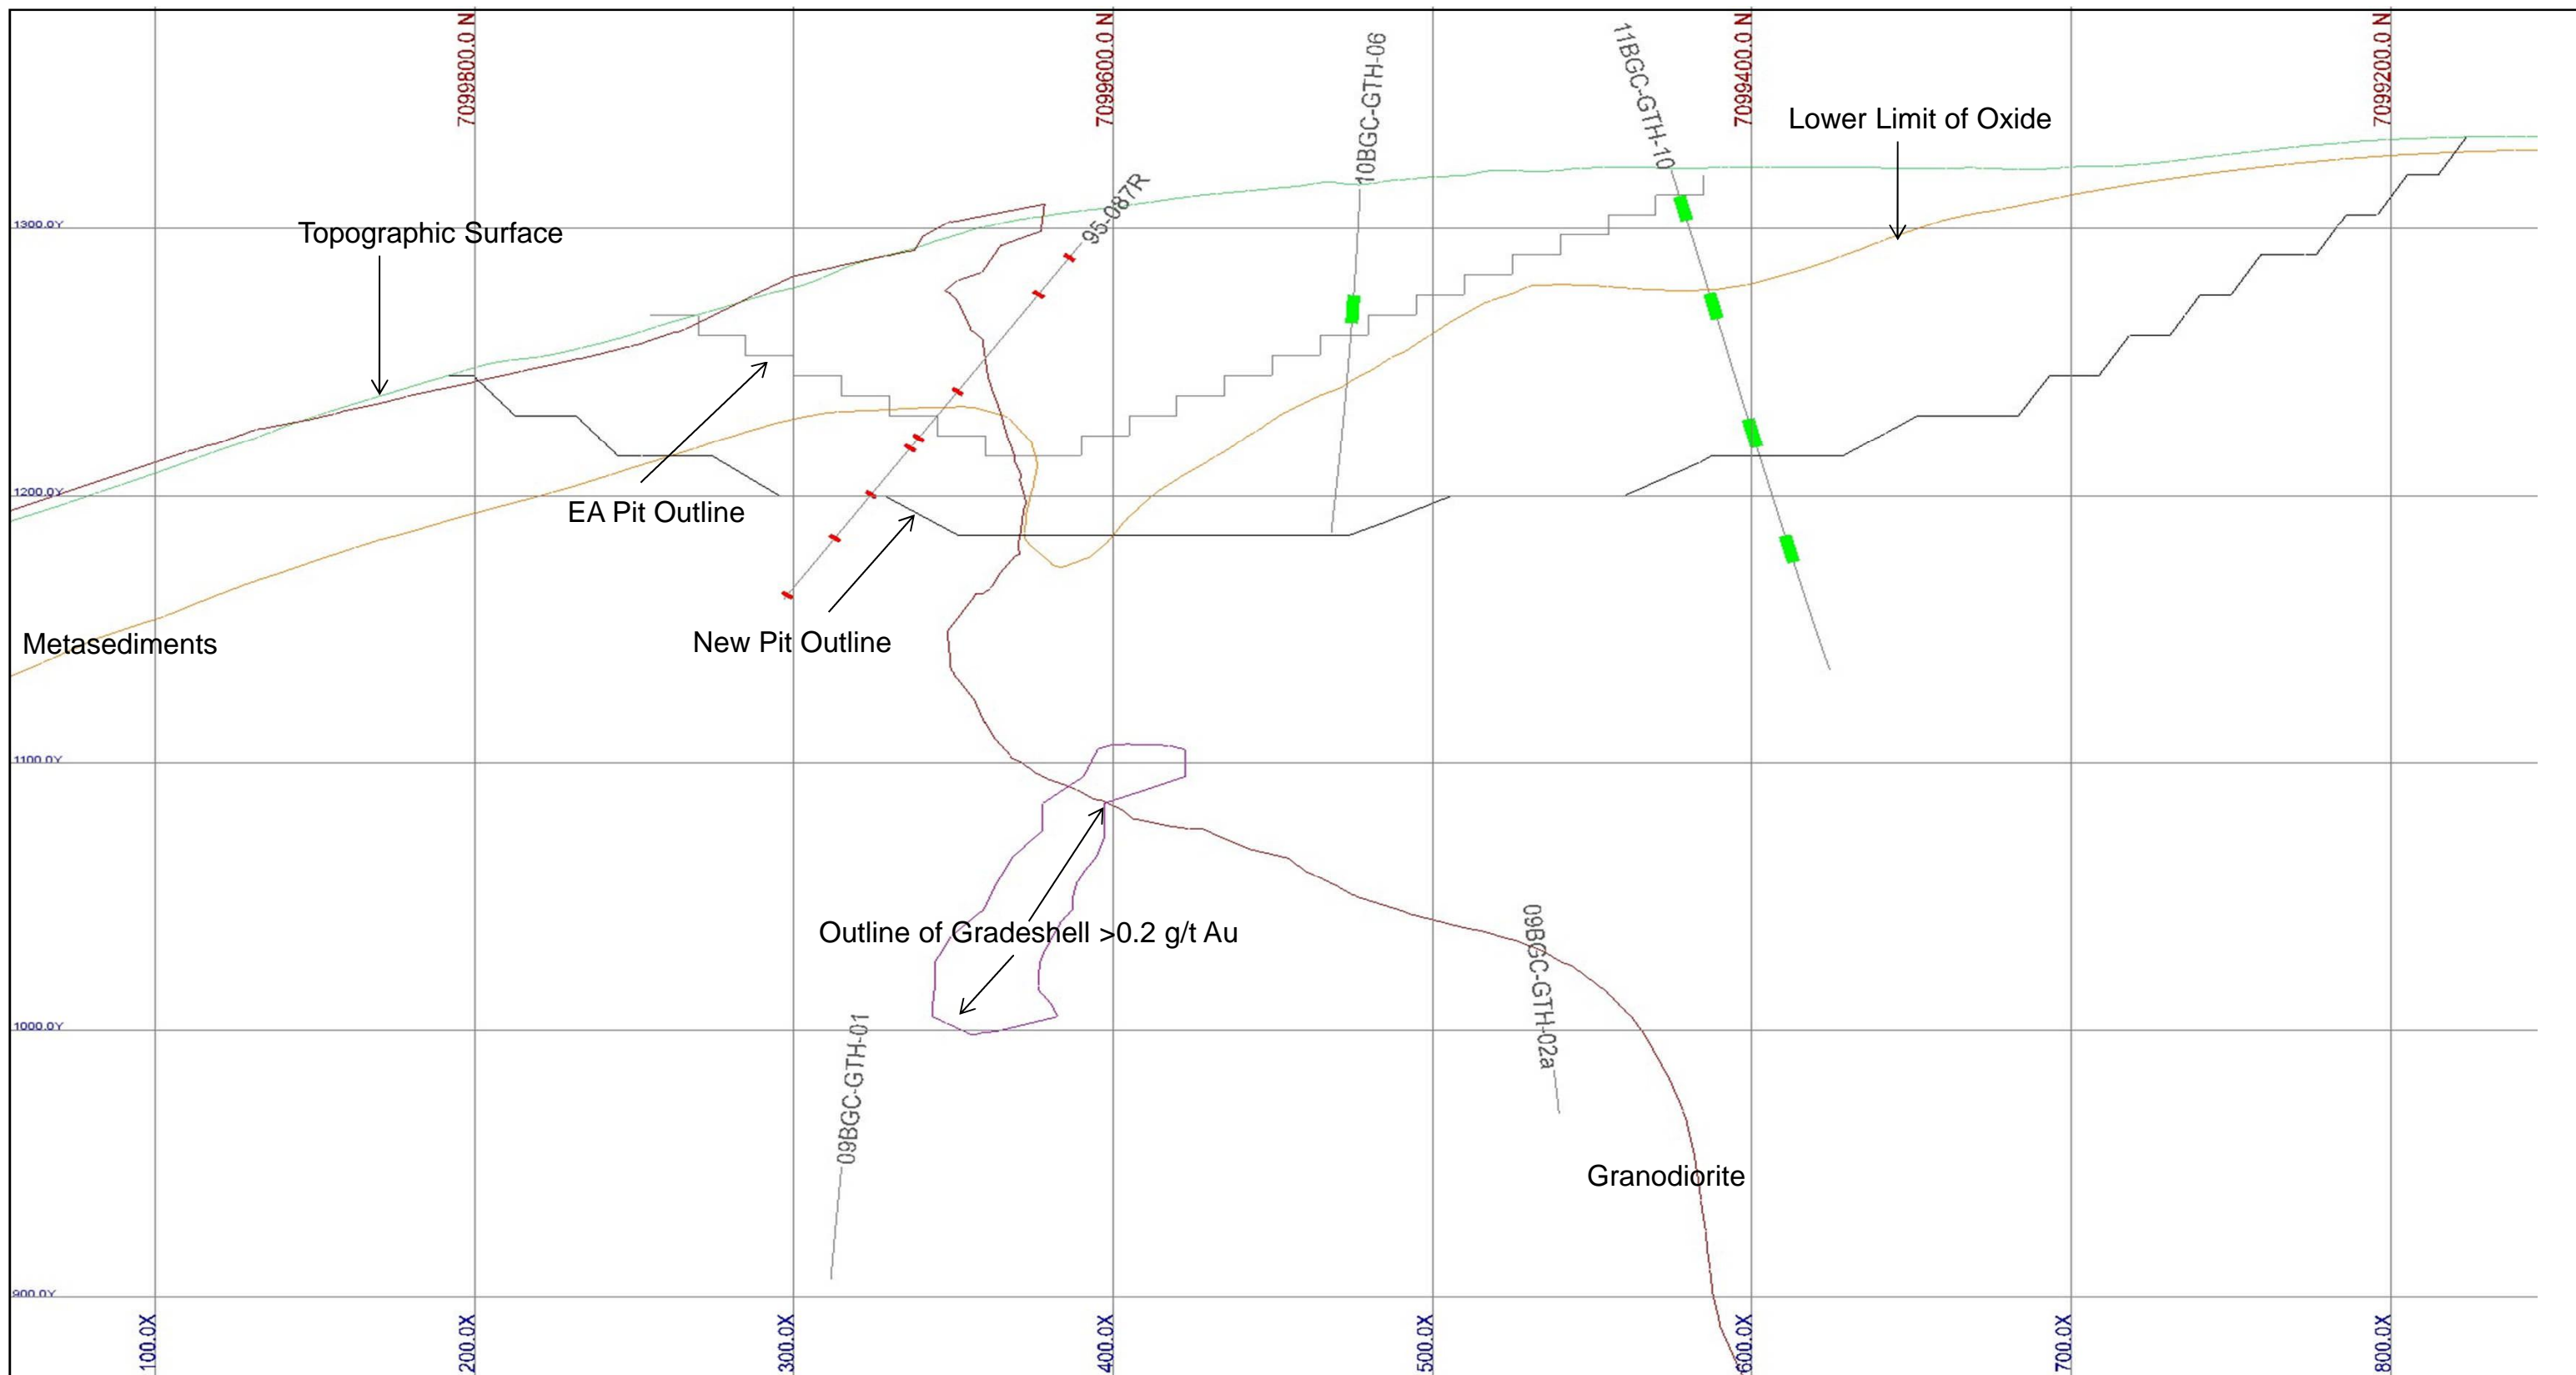 7099800.0 N
7099600.0 N
7099400.0 N
7099200.0 N
10BGC-GTH-06
11BGC-GTH-10
Lower Limit of Oxide
95-087R
1300.0Y
Topographic Surface
1200.0Y
EA Pit Outline
New Pit Outline
Metasediments
1100.0Y
Outline of Gradeshell >0.2 g/t Au
09BGC-GTH-02a
1000.0Y
09BGC-GTH-01
Granodiorite
900.0Y
100.0X
200.0X
300.0X
400.0X
500.0X
600.0X
700.0X
800.0X